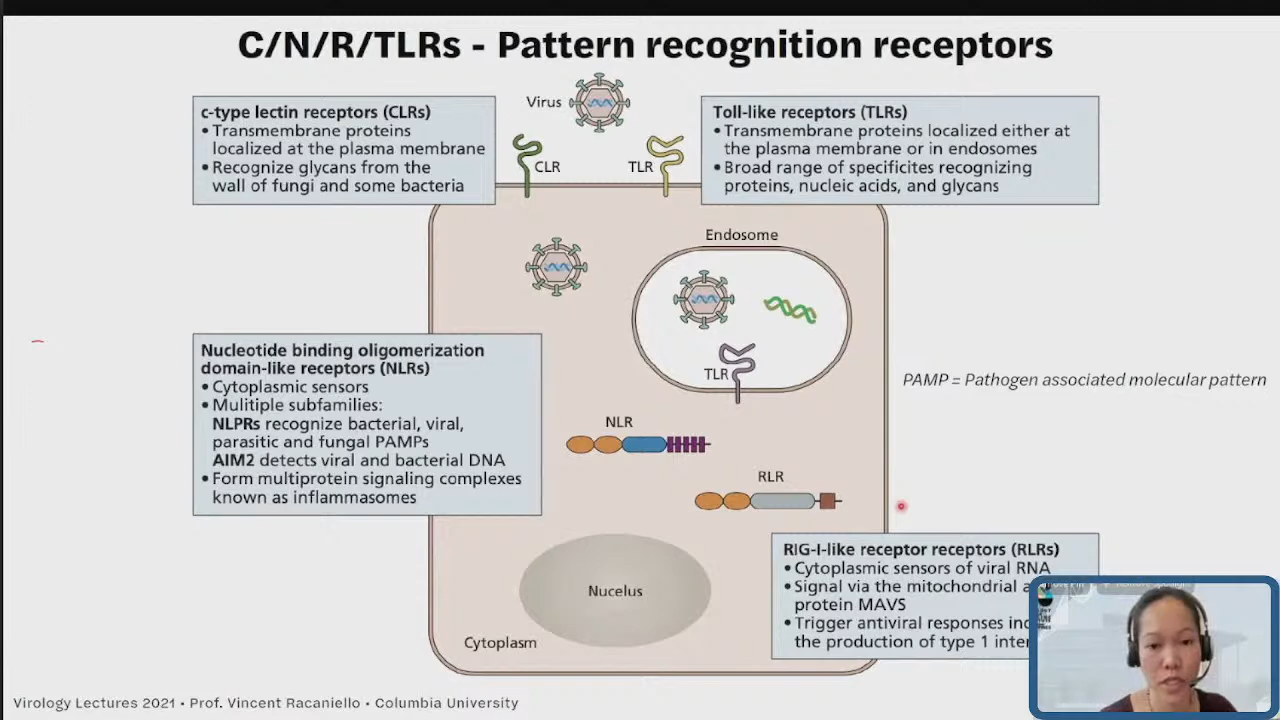 C/N/R/TLRs - Pattern recognition receptors
c-type lectin receptors (CLRs)
• Transmembrane proteins
localized at the plasma membrane
• Recognize glycans from the
wall of fungi and some bacteria
Virus
CLR
TLR
Toll-like receptors (TLRs)
• Transmembrane proteins localized either at
the plasma membrane or in endosomes
• Broad range of specificites recognizing
proteins, nucleic acids, and glycans
Endosome
TLR
Nucleotide binding oligomerization
domain-like receptors (NLRs)
• Cytoplasmic sensors
• Mulitiple subfamilies:
NLPRs recognize bacterial, viral,
parasitic and fungal PAMPs
AIM2 detects viral and bacterial DNA
• Form multiprotein signaling complexes
known as inflammasomes
PAMP = Pathogen associated molecular pattern
NLR
RLR
RIG-I-like receptor receptors (RLRs)
• Cytoplasmic sensors of viral RNA
• Signal via the mitochondrial
protein MAVS
• Trigger antiviral responses
the production of type 1
Nucelus
Cytoplasm
Virology Lectures 2021 • Prof. Vincent Racaniello • Columbia University